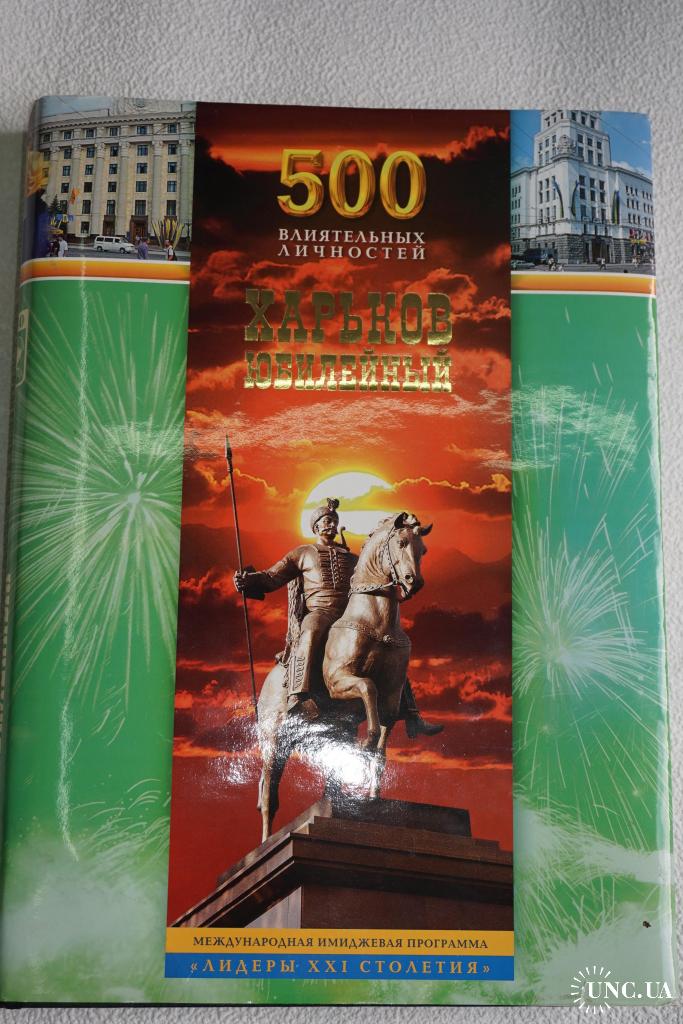 500
ВЛИЯТЕЛЬНЫХ
ЛИЧНОСТЕЙ
ХАРЬКОВ
ЮБИЛЕЙНЫЙ
МЕЖДУНАРОДНАЯ ИМИДЖЕВАЯ ПРОГРАММА
«ЛИДЕРЫ XXI СТОЛЕТИЯ»
UNC.UA